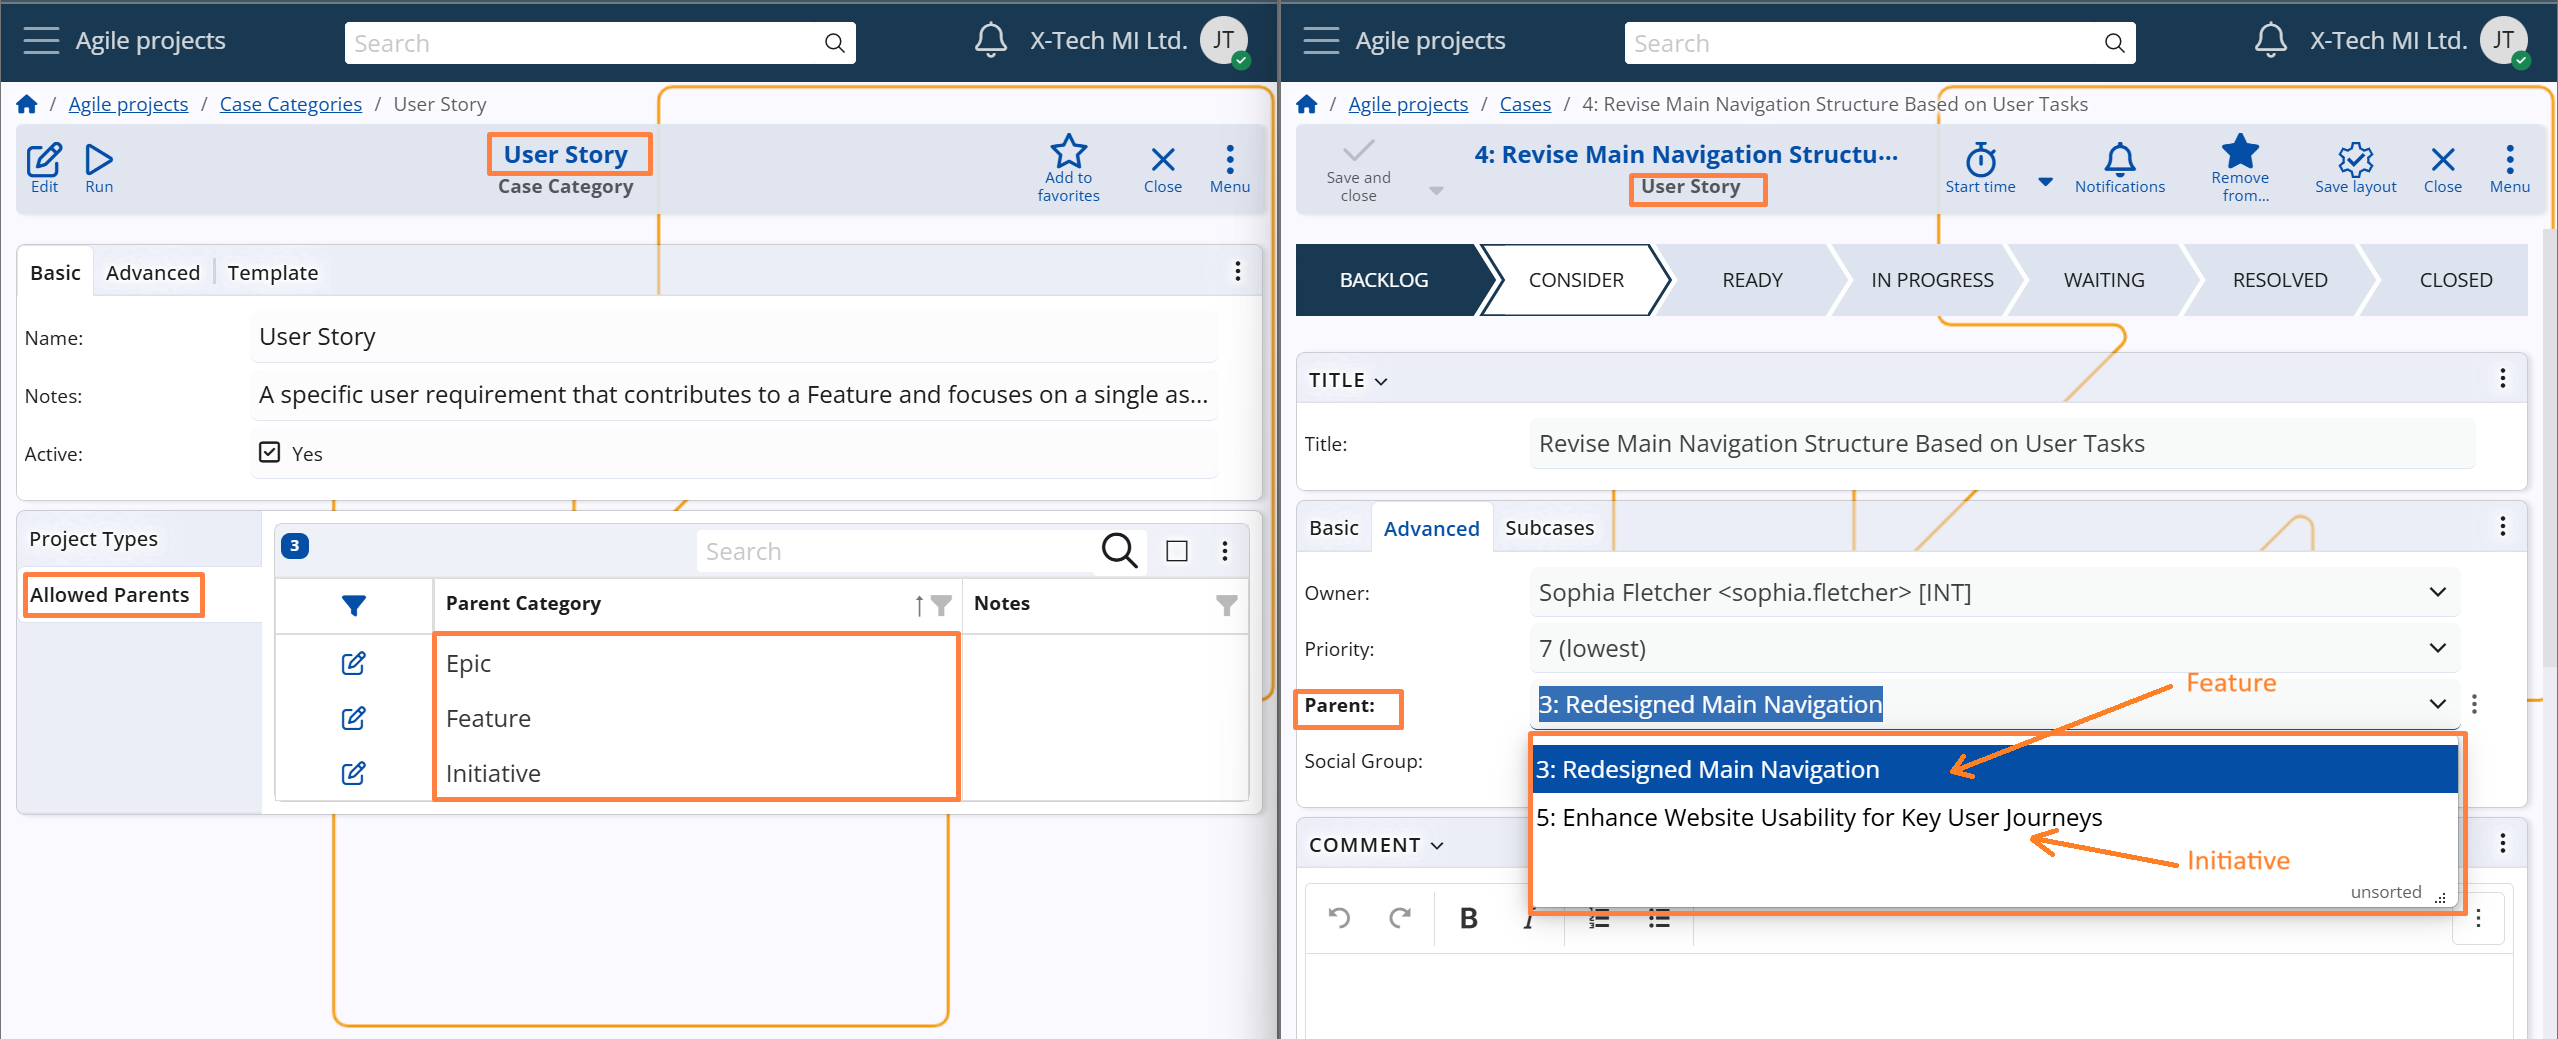 Agile projects
Search
X-Tech MI Ltd.
JT
/ Agile projects / Case Categories / User Story
Edit
Run
User Story
Case Category
Add to
favorites
Close
Menu
Basic
Advanced
Template
Name:
User Story
Notes:
A specific user requirement that contributes to a Feature and focuses on a single as...
Active:
Yes
Project Types
Allowed Parents
3
Search
Parent Category
Notes
Epic
Feature
Initiative
Agile projects
Search
X-Tech MI Ltd.
JT
/ Agile projects / Cases / 4: Revise Main Navigation Structure Based on User Tasks
Save and
close
4: Revise Main Navigation Structu...
User Story
Start time
Notifications
Remove
from...
Save layout
Close
Menu
BACKLOG
CONSIDER
READY
IN PROGRESS
WAITING
RESOLVED
CLOSED
TITLE
Title:
Revise Main Navigation Structure Based on User Tasks
Basic
Advanced
Subcases
Owner:
Sophia Fletcher <sophia.fletcher> [INT]
Priority:
7 (lowest)
Parent:
3: Redesigned Main Navigation
Feature
Social Group:
3: Redesigned Main Navigation
5: Enhance Website Usability for Key User Journeys
Initiative
unsorted
COMMENT
B
I